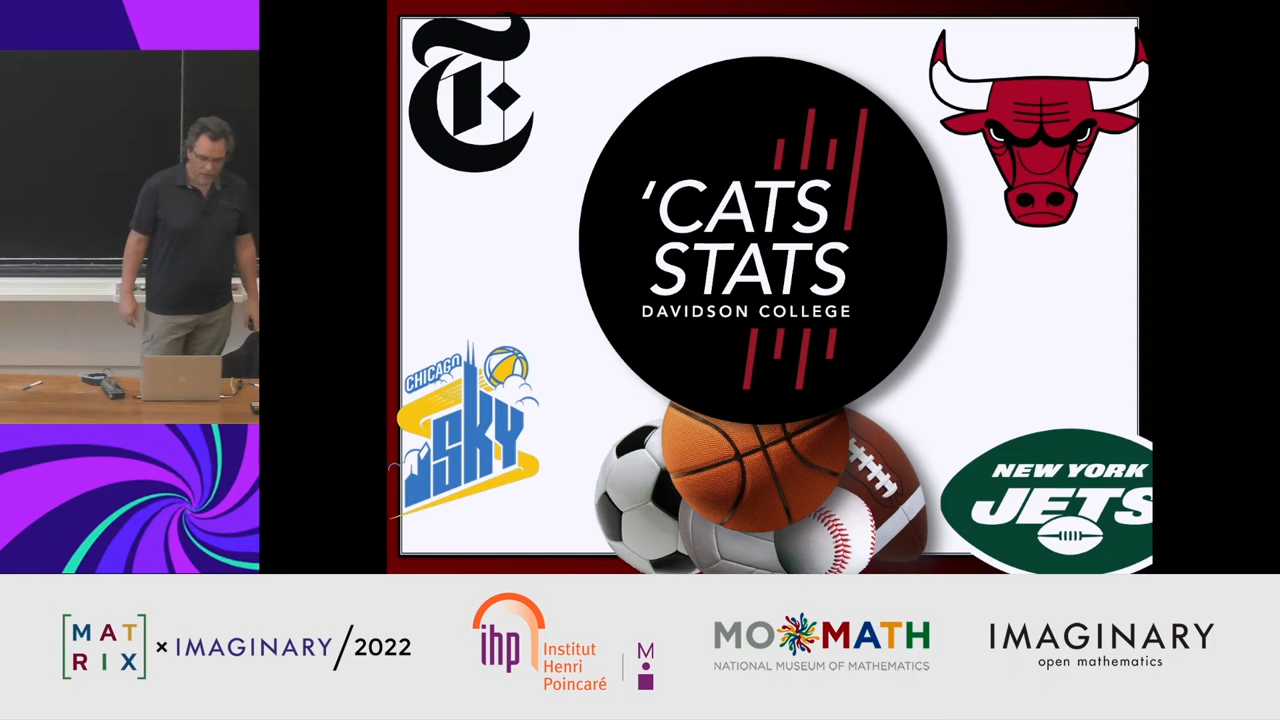 T
'CATS
STATS
DAVIDSON COLLEGE
CHICAGO
SKY
NEW YORK
JETS
[MAT
RIX] × IMAGINARY/2022
ihp Institut
Henri
Poincaré
M
MOMATH
NATIONAL MUSEUM OF MATHEMATICS
IMAGINARY
open mathematics